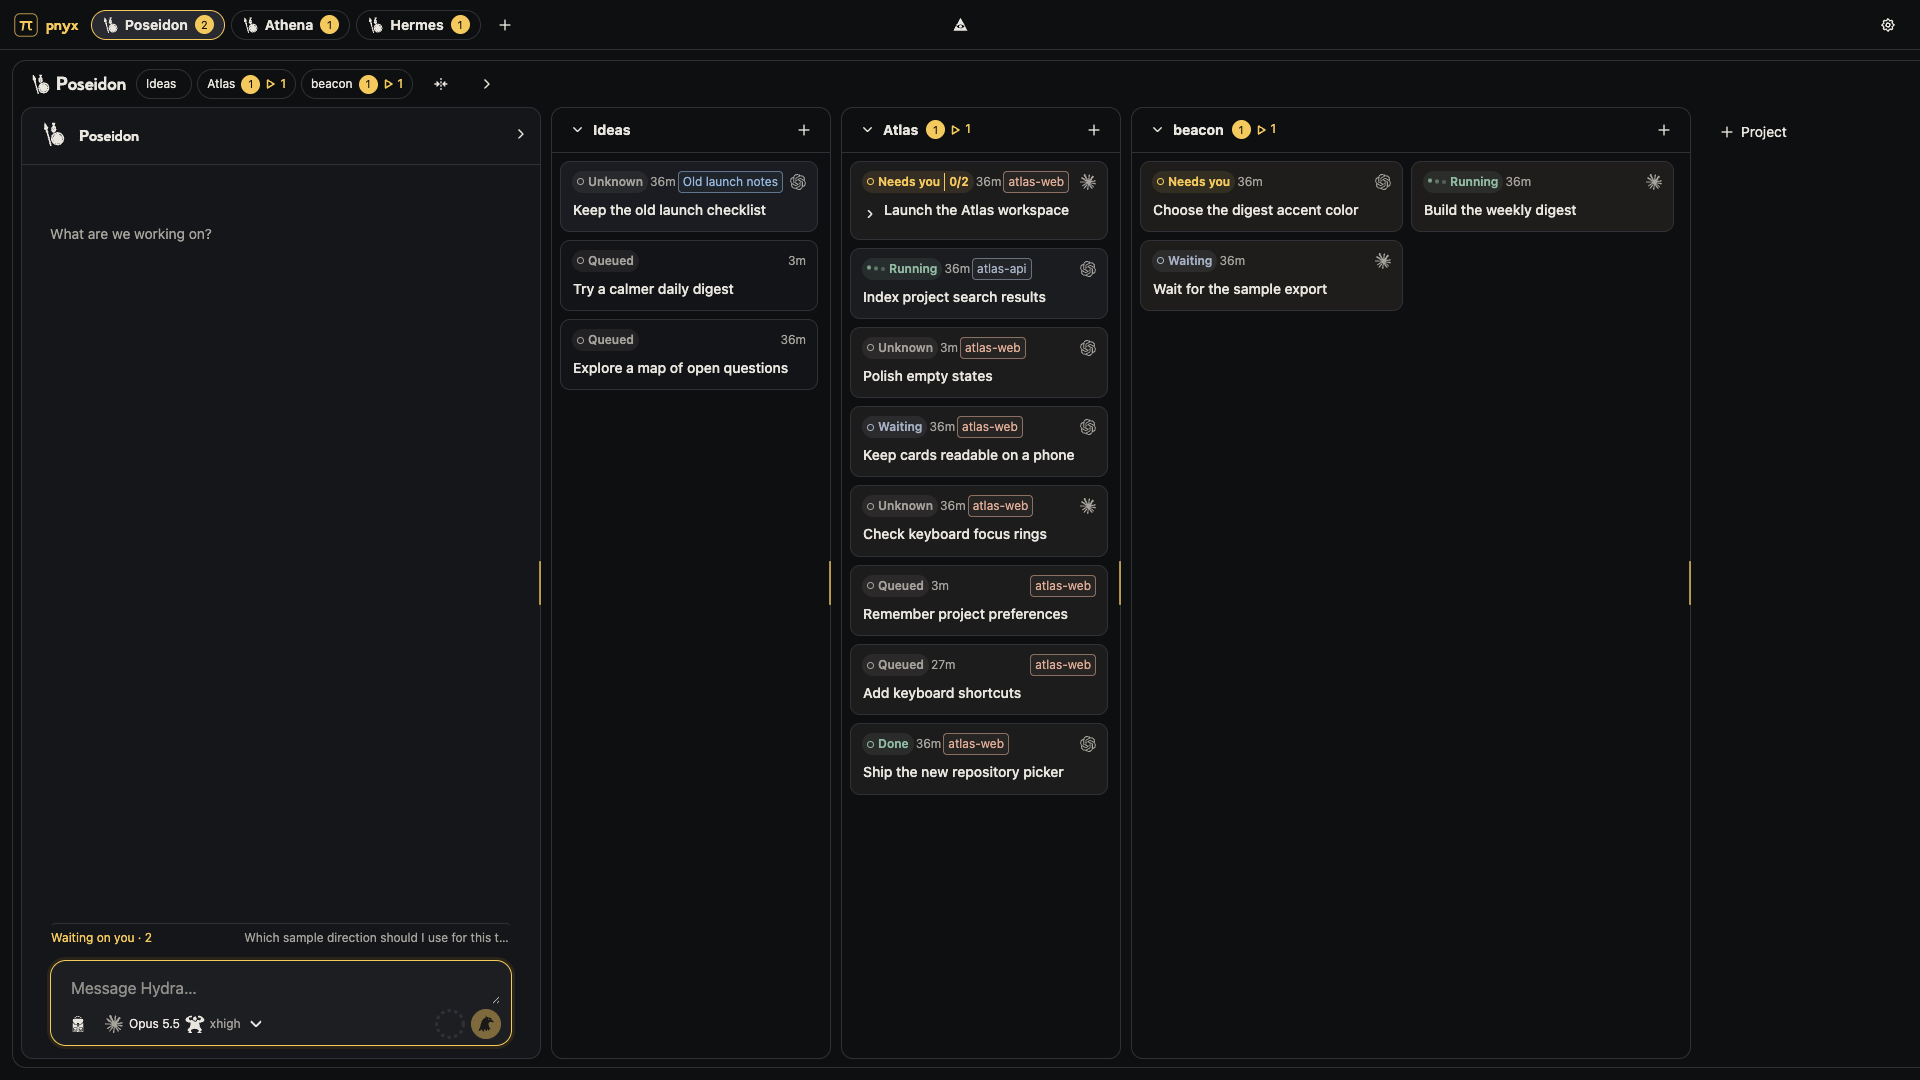 π pnyx Poseidon 2 Athena 1 Hermes 1
Poseidon Ideas Atlas 1 1 beacon 1 1
Poseidon
What are we working on?
Waiting on you · 2 Which sample direction should I use for this t...
Message Hydra...
Opus 5.5 xhigh
Ideas
Unknown 36m Old launch notes
Keep the old launch checklist
Queued 3m
Try a calmer daily digest
Queued 36m
Explore a map of open questions
Atlas 1 1
Needs you 0/2 36m atlas-web
Launch the Atlas workspace
Running 36m atlas-api
Index project search results
Unknown 3m atlas-web
Polish empty states
Waiting 36m atlas-web
Keep cards readable on a phone
Unknown 36m atlas-web
Check keyboard focus rings
Queued 3m atlas-web
Remember project preferences
Queued 27m atlas-web
Add keyboard shortcuts
Done 36m atlas-web
Ship the new repository picker
beacon 1 1
Needs you 36m
Choose the digest accent color
Running 36m
Build the weekly digest
Waiting 36m
Wait for the sample export
Project